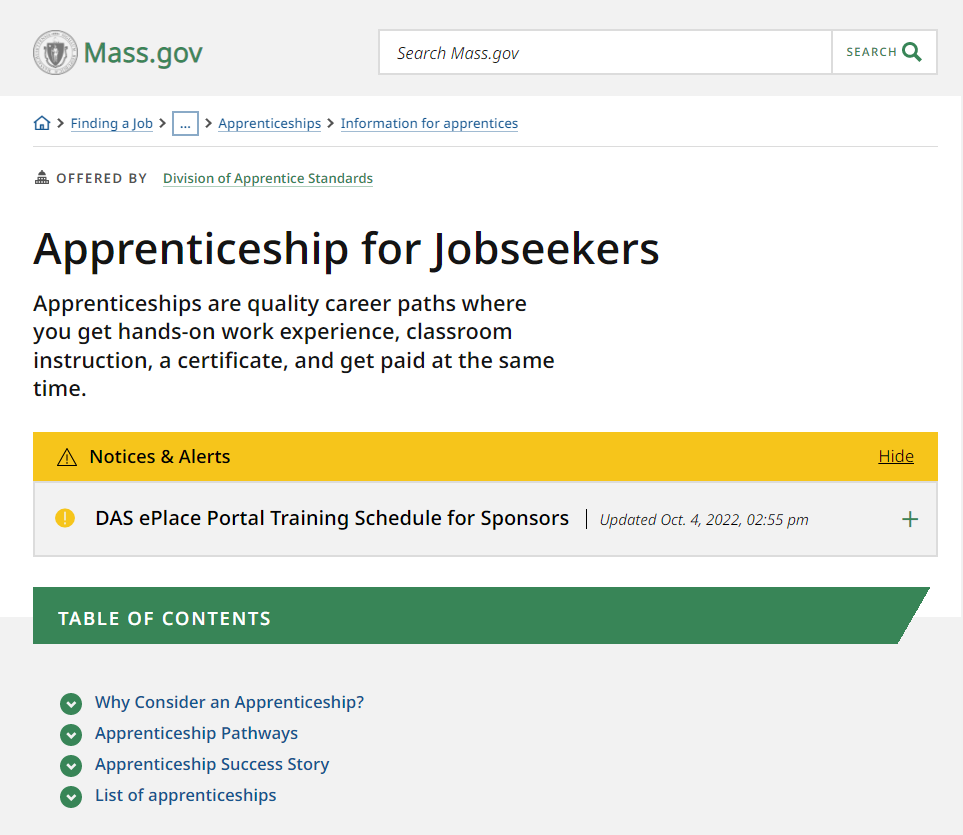 Mass.gov
Search Mass.gov
SEARCH
Finding a Job
...
Apprenticeships
Information for apprentices
OFFERED BY Division of Apprentice Standards
Apprenticeship for Jobseekers
Apprenticeships are quality career paths where
you get hands-on work experience, classroom
instruction, a certificate, and get paid at the same
time.
Notices & Alerts
Hide
DAS ePlace Portal Training Schedule for Sponsors
Updated Oct. 4, 2022, 02:55 pm
TABLE OF CONTENTS
Why Consider an Apprenticeship?
Apprenticeship Pathways
Apprenticeship Success Story
List of apprenticeships